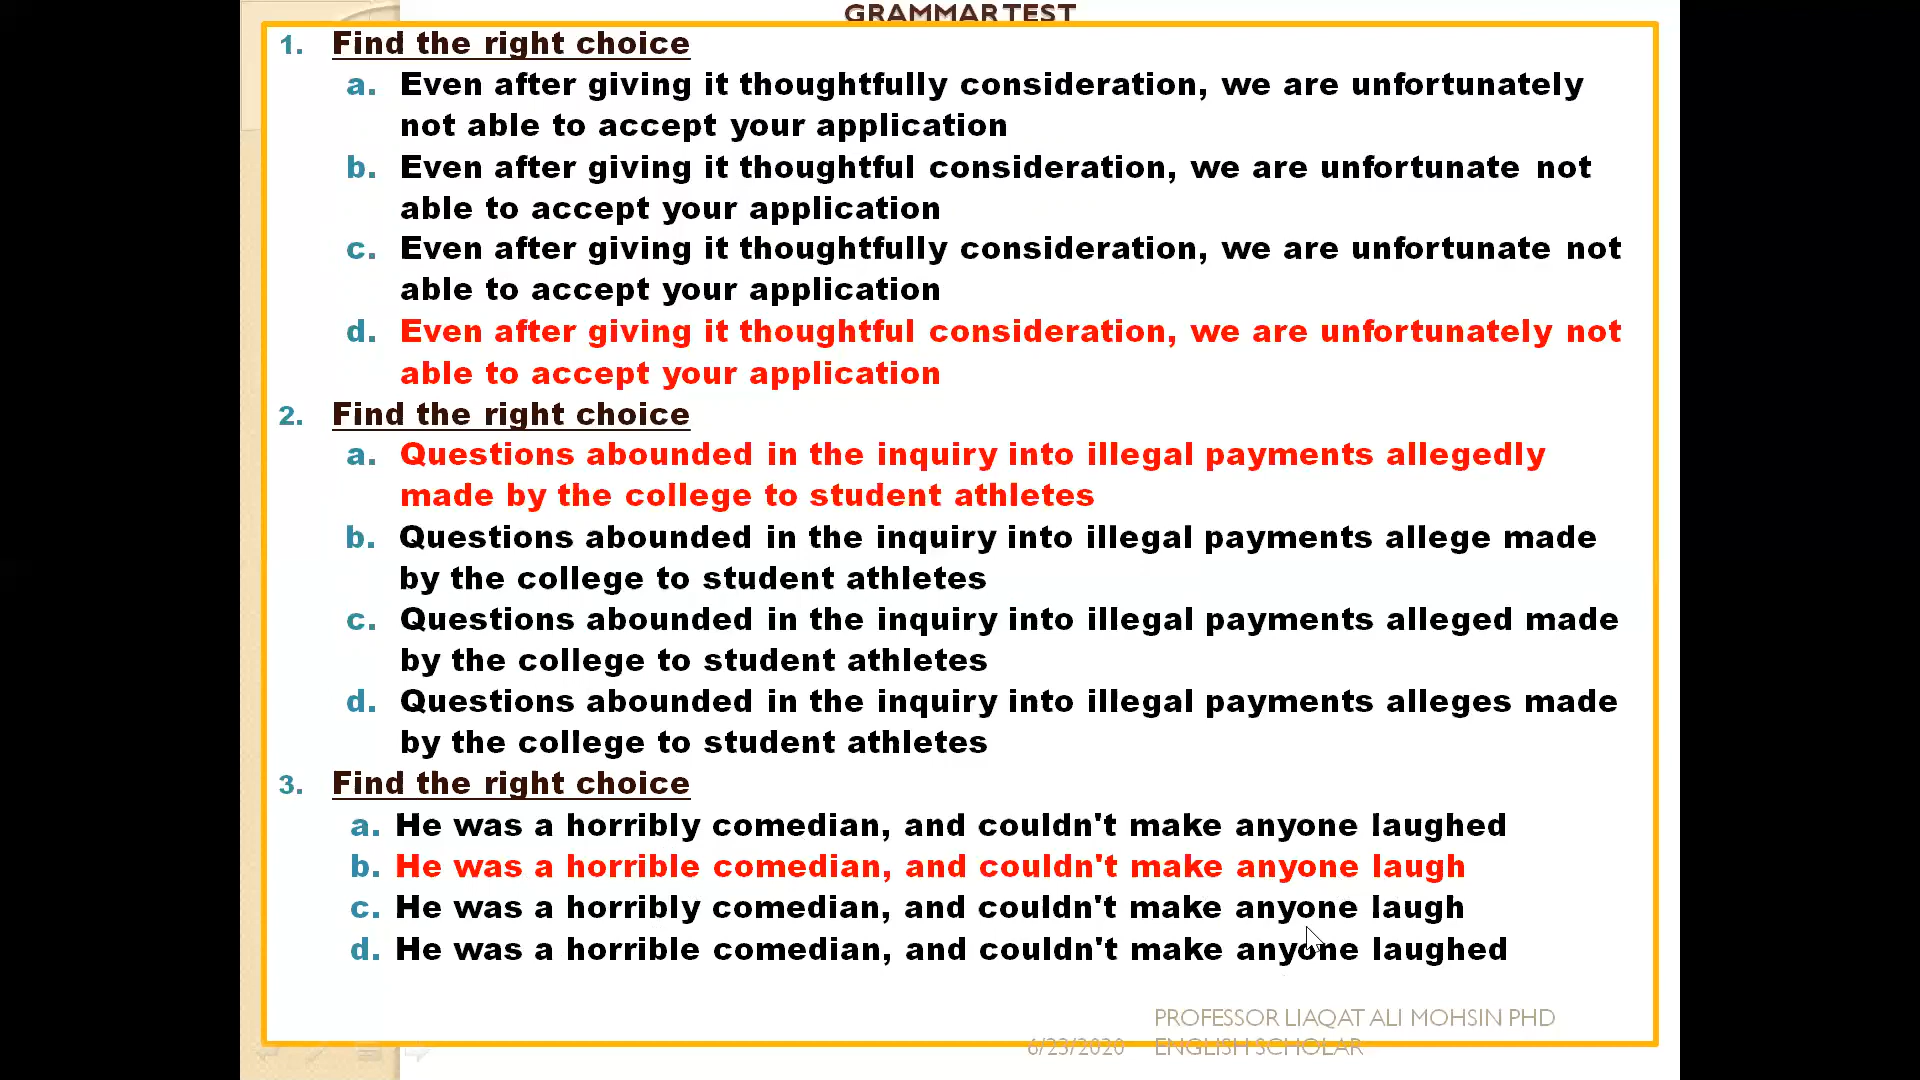 GRAMMAR TEST
1. Find the right choice
a. Even after giving it thoughtfully consideration, we are unfortunately
not able to accept your application
b. Even after giving it thoughtful consideration, we are unfortunate not
able to accept your application
c. Even after giving it thoughtfully consideration, we are unfortunate not
able to accept your application
d. Even after giving it thoughtful consideration, we are unfortunately not
able to accept your application
2. Find the right choice
a. Questions abounded in the inquiry into illegal payments allegedly
made by the college to student athletes
b. Questions abounded in the inquiry into illegal payments allege made
by the college to student athletes
c. Questions abounded in the inquiry into illegal payments alleged made
by the college to student athletes
d. Questions abounded in the inquiry into illegal payments alleges made
by the college to student athletes
3. Find the right choice
a. He was a horribly comedian, and couldn't make anyone laughed
b. He was a horrible comedian, and couldn't make anyone laugh
c. He was a horribly comedian, and couldn't make anyone laugh
d. He was a horrible comedian, and couldn't make anyone laughed
PROFESSOR LIAQAT ALI MOHSIN PHD
6/23/2020 ENGLISH SCHOLAR